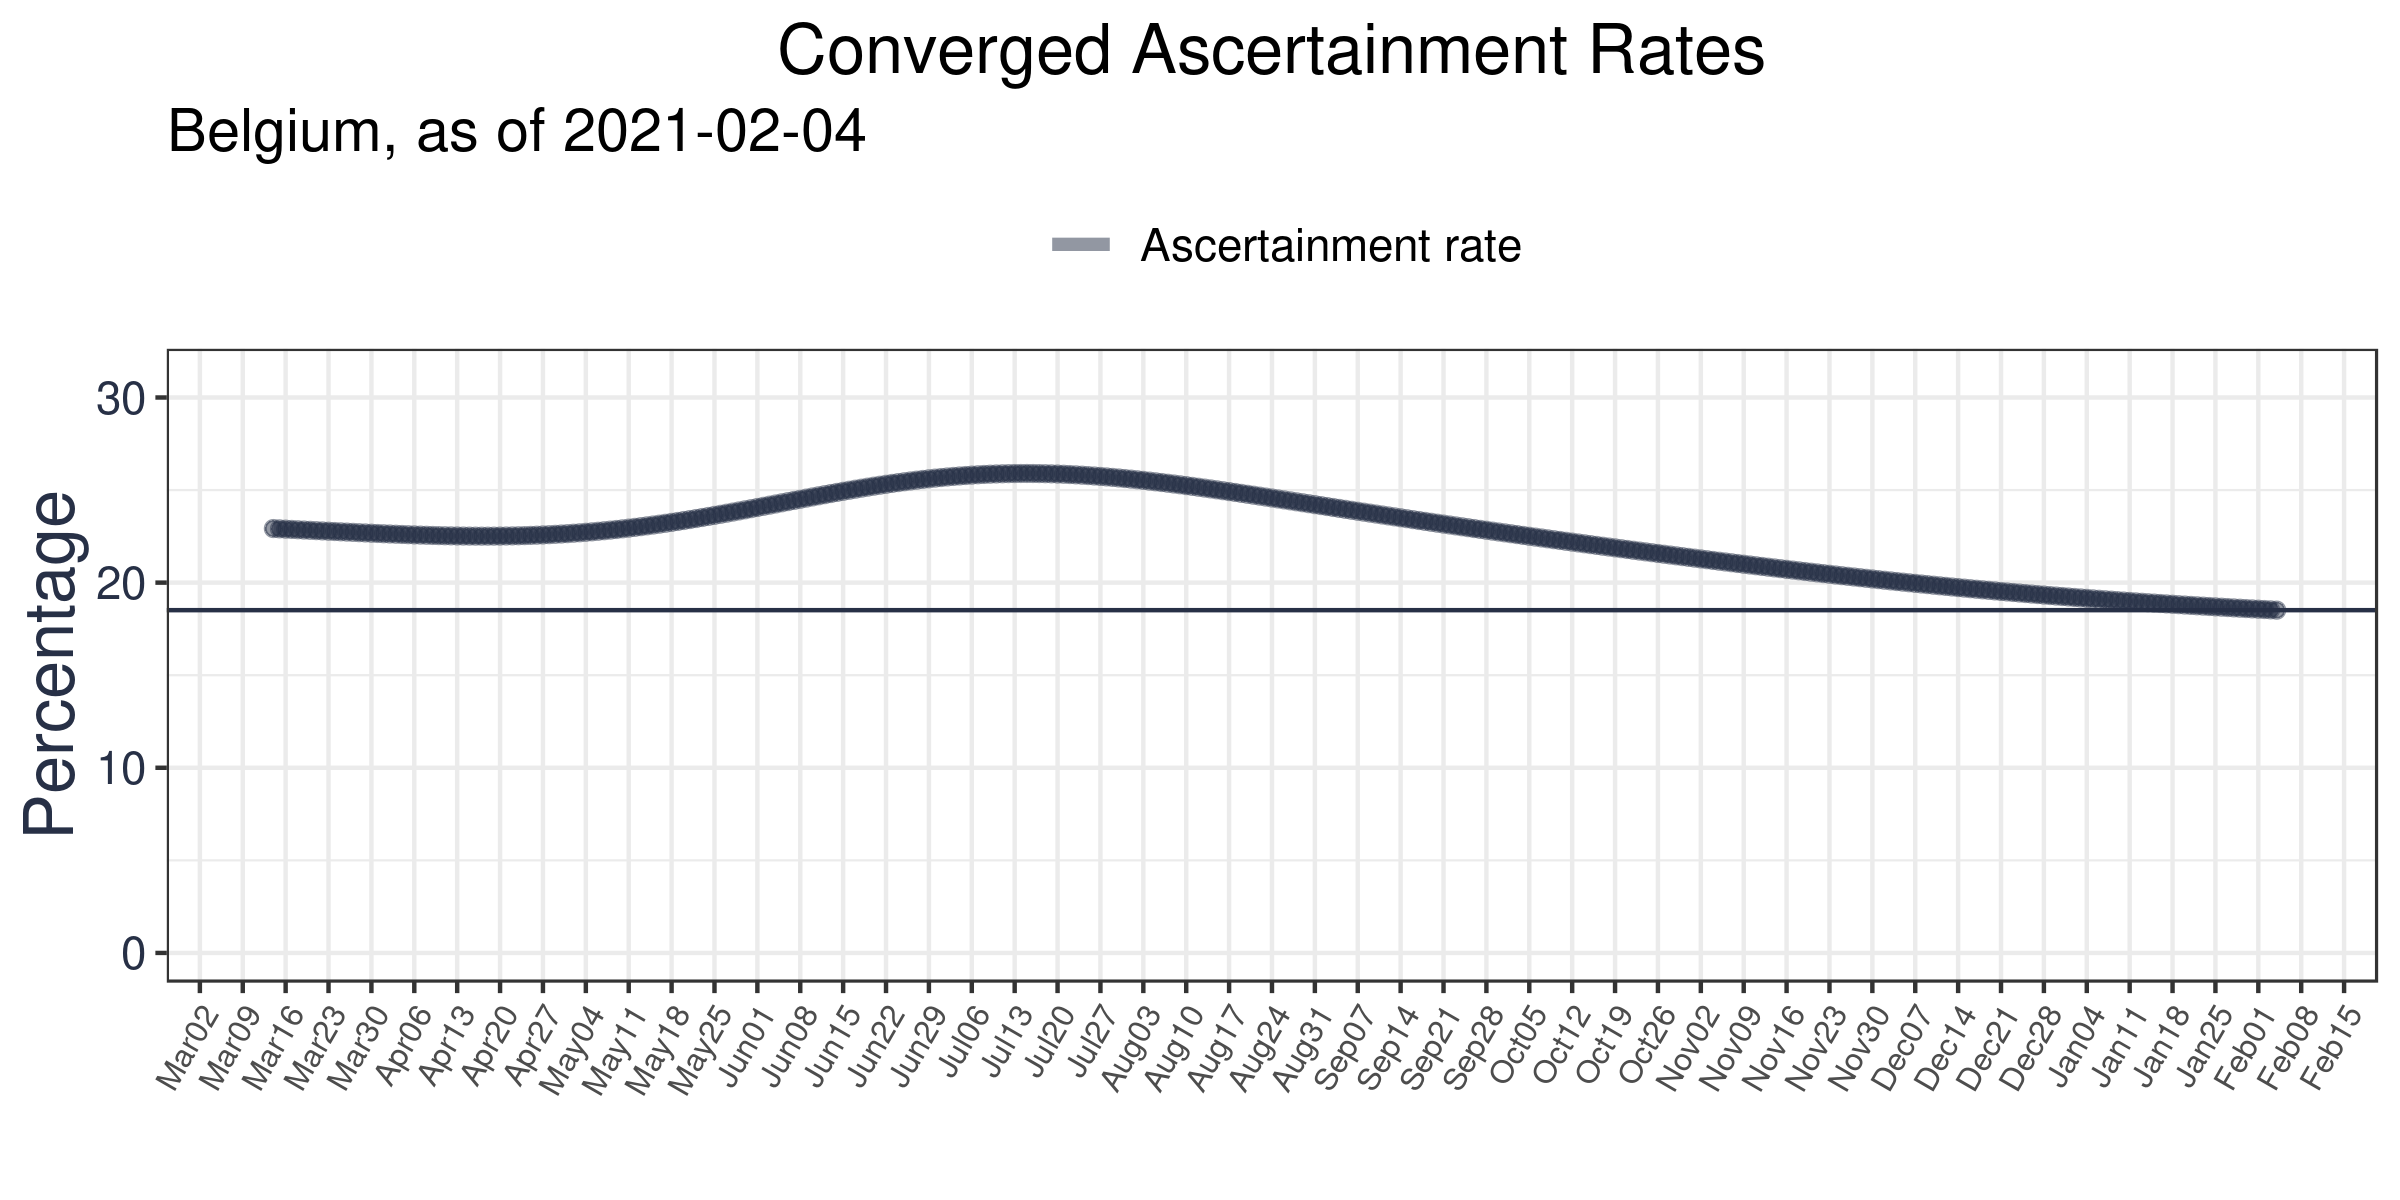 Converged Ascertainment Rates
Belgium, as of 2021-02-04
Ascertainment rate
Percentage
30
20
10
0
Mar02 Mar09 Mar16 Mar23 Mar30 Apr06 Apr13 Apr20 Apr27 May04 May11 May18 May25 Jun01 Jun08 Jun15 Jun22 Jun29 Jul06 Jul13 Jul20 Jul27 Aug03 Aug10 Aug17 Aug24 Aug31 Sep07 Sep14 Sep21 Sep28 Oct05 Oct12 Oct19 Oct26 Nov02 Nov09 Nov16 Nov23 Nov30 Dec07 Dec14 Dec21 Dec28 Jan04 Jan11 Jan18 Jan25 Feb01 Feb08 Feb15